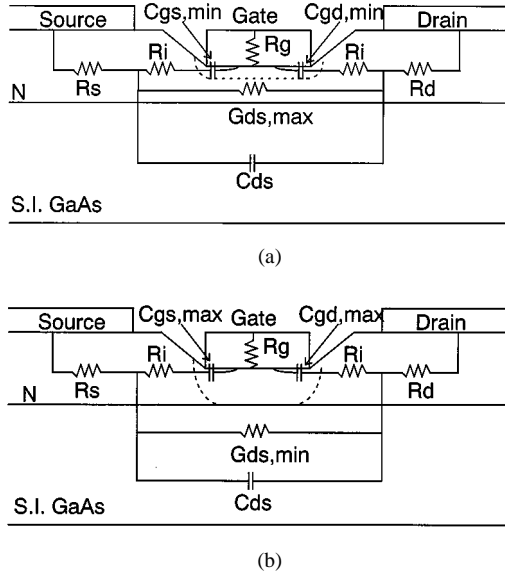 Cgs,min Gate Cgd,min
Source Drain
Ri Rg Ri
Rs Rd
N
Gds,max
Cds
S.I. GaAs
(a)
Cgs,max Gate Cgd,max
Source Drain
Ri Rg Ri
Rs Rd
N
Gds,min
Cds
S.I. GaAs
(b)